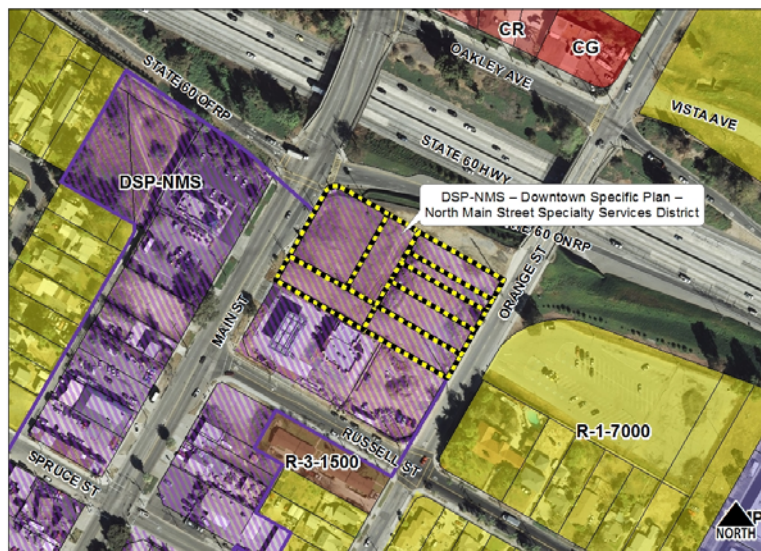 CR
CG
OAKLEY AVE
STATE 60 OFRP
VISTA AVE
STATE 60 HWY
DSP-NMS
DSP-NMS – Downtown Specific Plan –
North Main Street Specialty Services District
60 ONRP
ORANGE ST
MAIN ST
R-1-7000
RUSSELL ST
R-3-1500
SPRUCE ST
NORTH